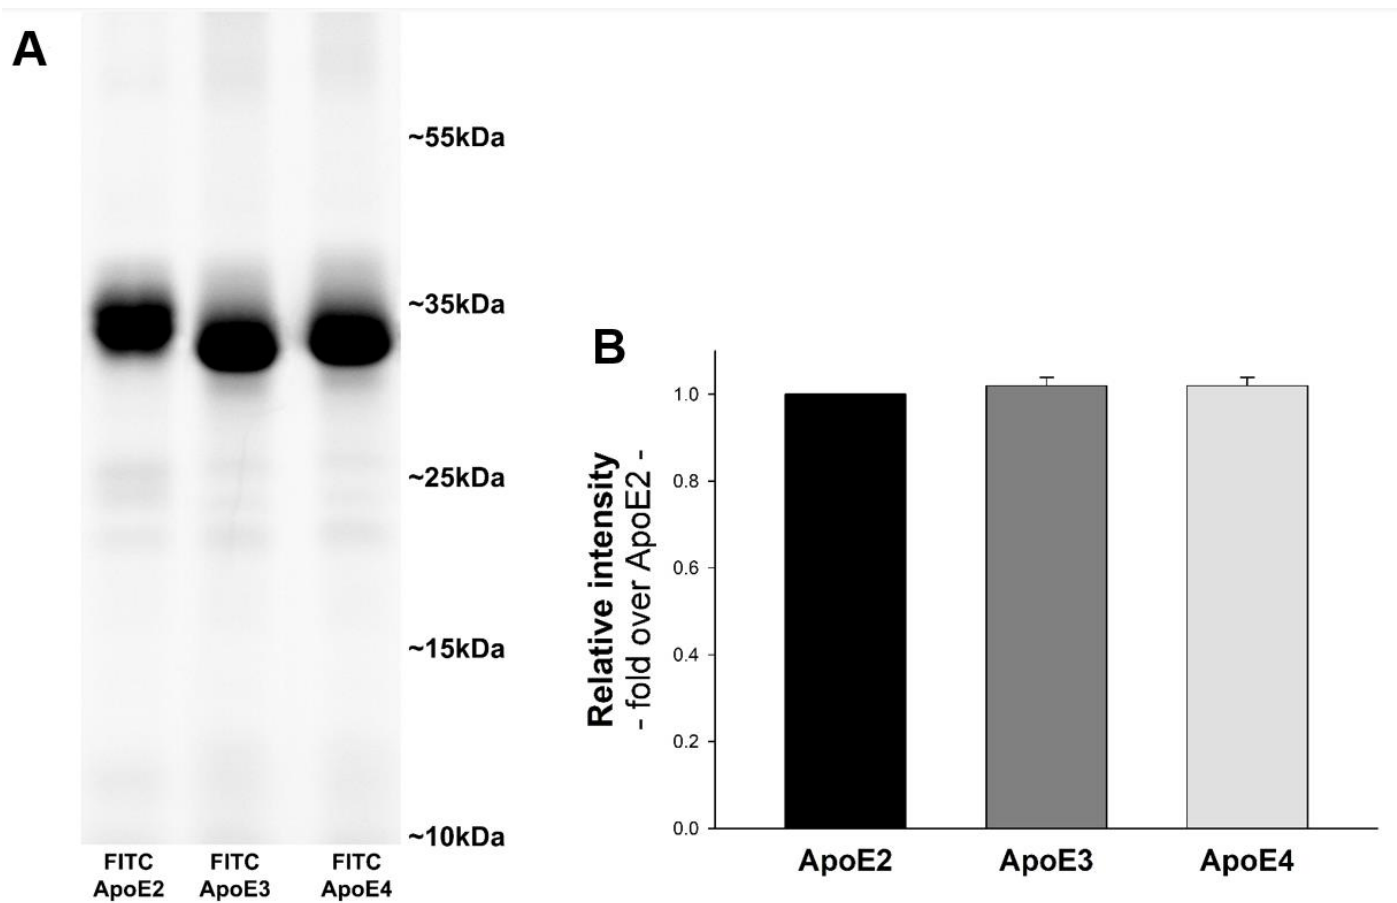 A
~55kDa
~35kDa
~25kDa
~15kDa
~10kDa
FITC
ApoE2
FITC
ApoE3
FITC
ApoE4
B
Relative intensity
- fold over ApoE2 -
1.0
0.8
0.6
0.4
0.2
0.0
ApoE2
ApoE3
ApoE4